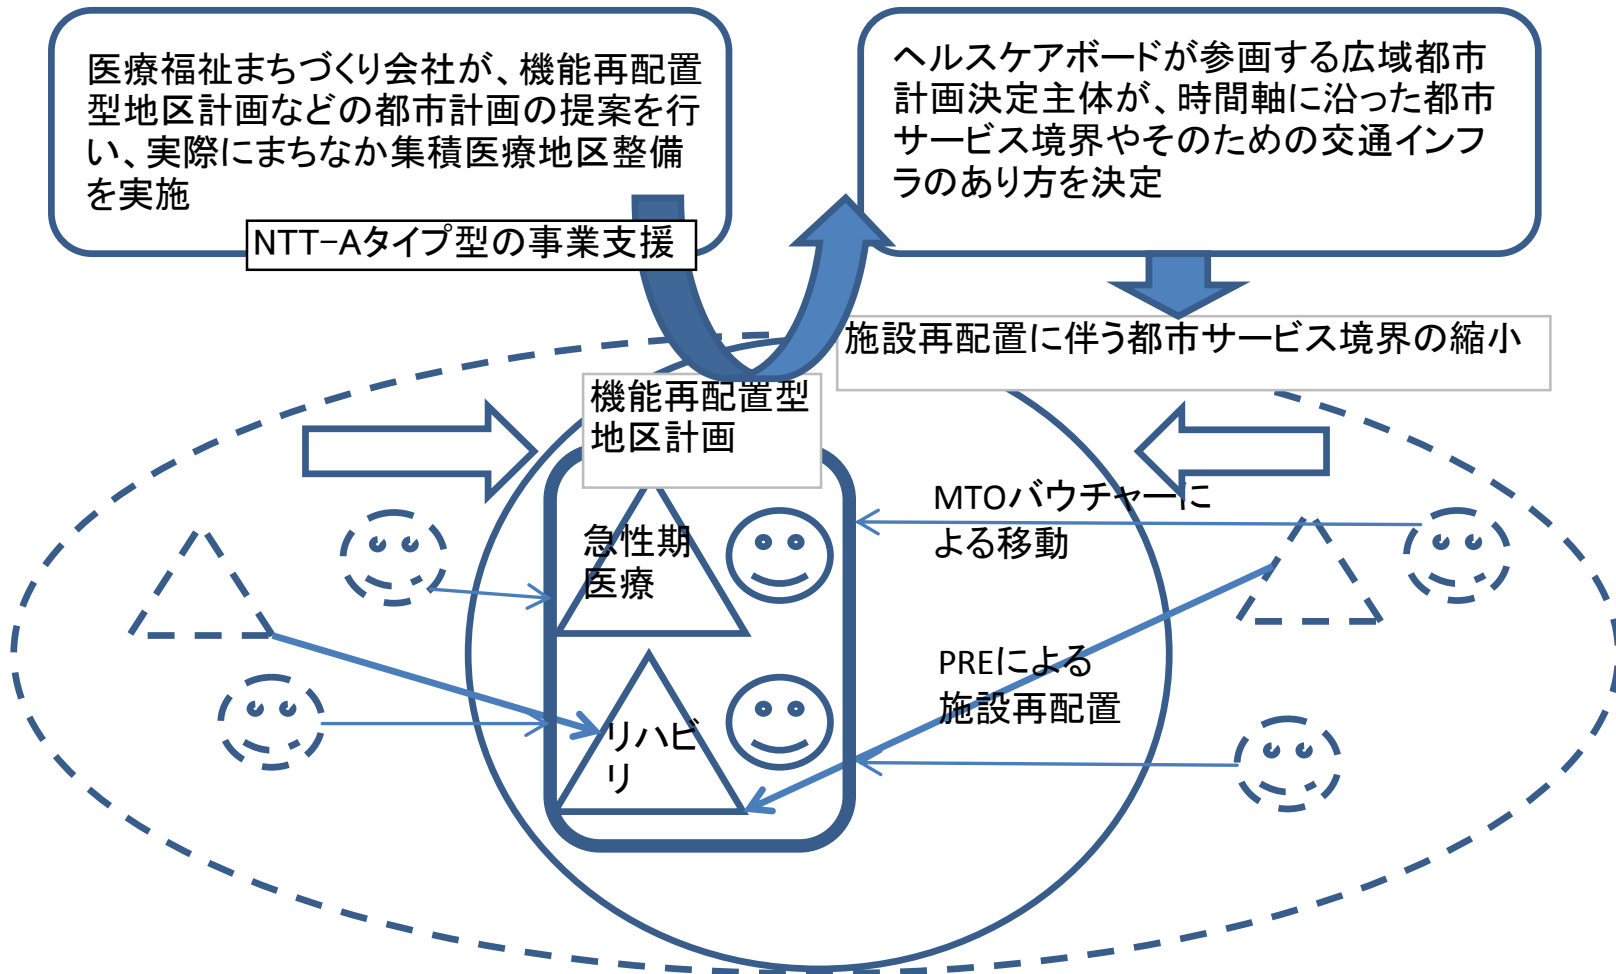 医療福祉まちづくり会社が、機能再配置
型地区計画などの都市計画の提案を行
い、実際にまちなか集積医療地区整備
を実施
NTT-Aタイプ型の事業支援
ヘルスケアボードが参画する広域都市
計画決定主体が、時間軸に沿った都市
サービス境界やそのための交通インフ
ラのあり方を決定
施設再配置に伴う都市サービス境界の縮小
機能再配置型
地区計画
急性期
医療
リハビ
リ
MTOバウチャーに
よる移動
PREによる
施設再配置